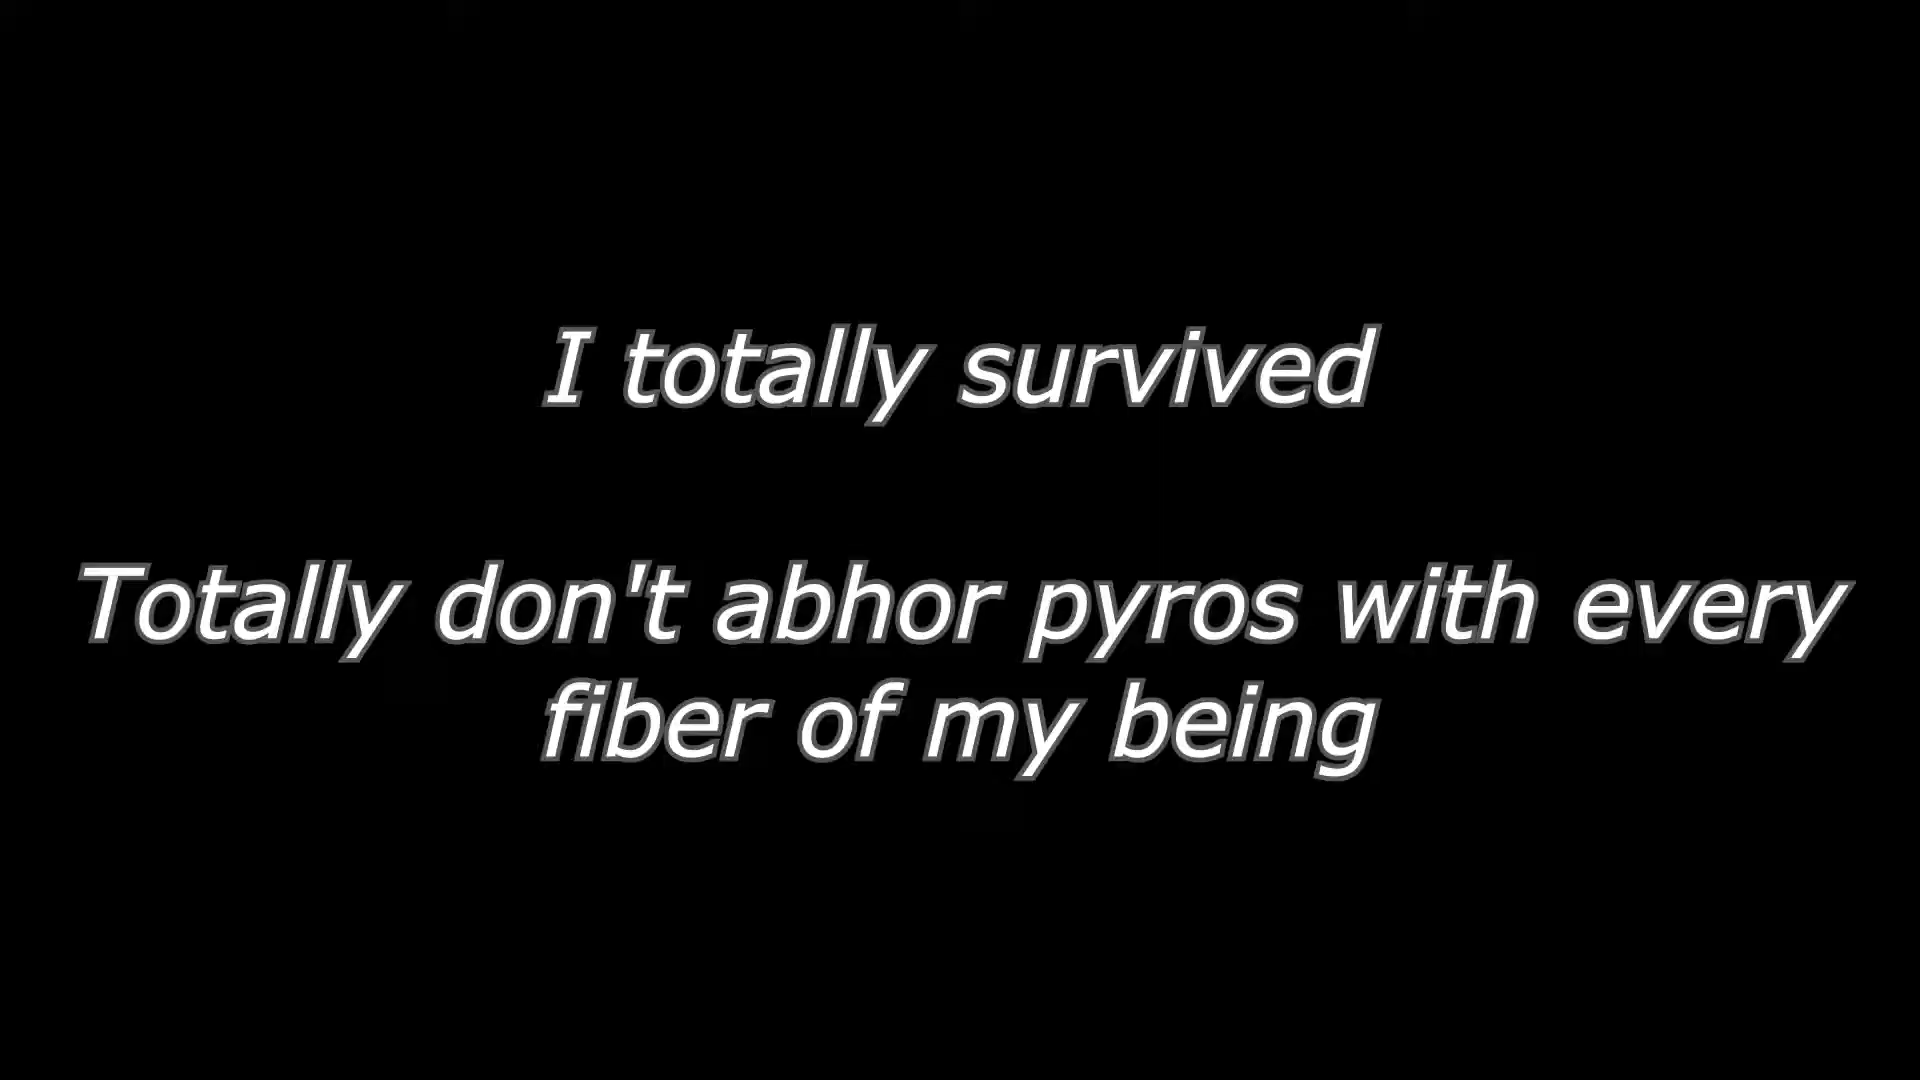 I totally survived
Totally don't abhor pyros with every
fiber of my being